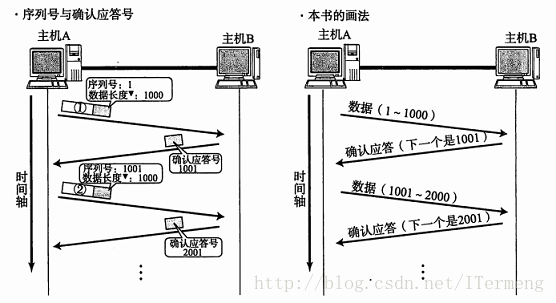 ·序列号与确认应答号
主机A
主机B
序列号：1
数据长度▼：1000
①
确认应答号
1001
序列号：1001
数据长度▼：1000
②
确认应答号
2001
时间轴
⋮
·本书的画法
主机A
主机B
数据（1～1000）
确认应答（下一个是1001）
数据（1001～2000）
确认应答（下一个是2001）
时间轴
⋮
http://blog.csdn.net/ITermeng